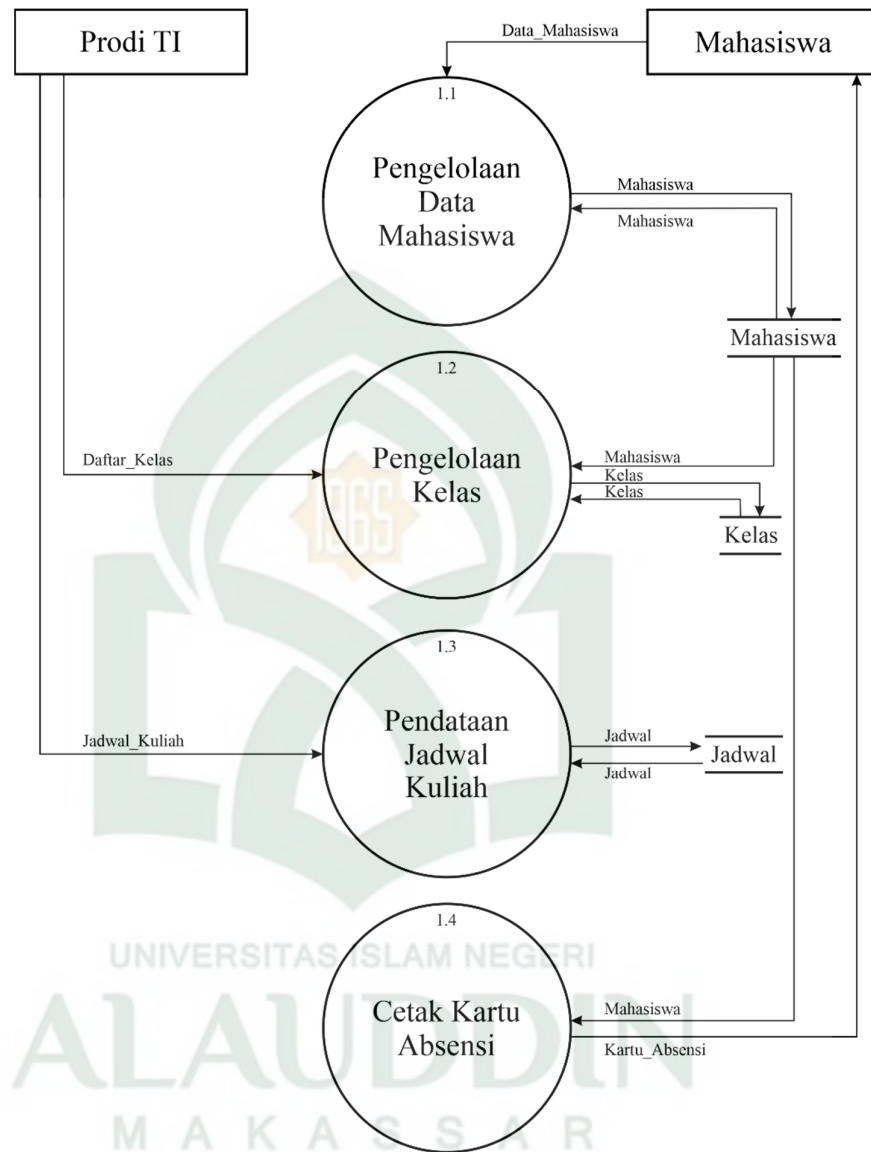 Prodi TI
Data_Mahasiswa
Mahasiswa
1.1
Pengelolaan
Data
Mahasiswa
Mahasiswa
Mahasiswa
Mahasiswa
1.2
Pengelolaan
Kelas
Daftar_Kelas
Mahasiswa
Kelas
Kelas
Kelas
1965
1.3
Pendataan
Jadwal
Kuliah
Jadwal_Kuliah
Jadwal
Jadwal
Jadwal
1.4
Cetak Kartu
Absensi
Mahasiswa
Kartu_Absensi
UNIVERSITAS ISLAM NEGERI
ALAUDDIN
MAKASSAR